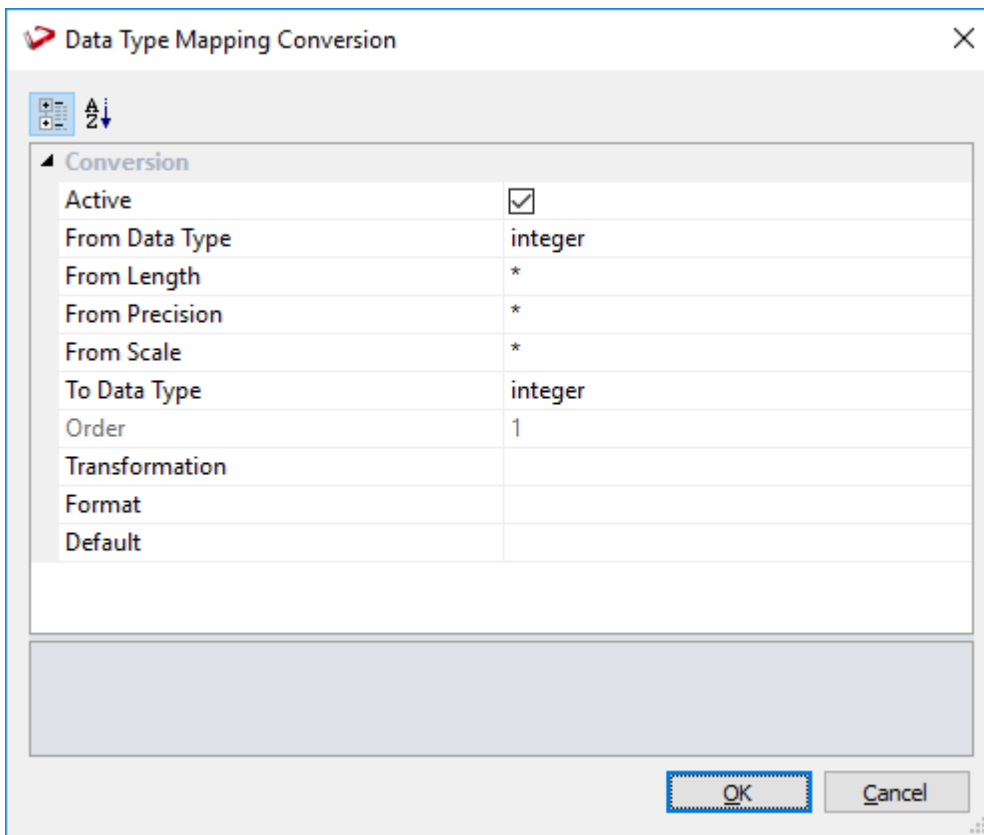 Data Type Mapping Conversion
A
Z
Conversion
Active
From Data Type integer
From Length *
From Precision *
From Scale *
To Data Type integer
Order 1
Transformation
Format
Default
OK Cancel